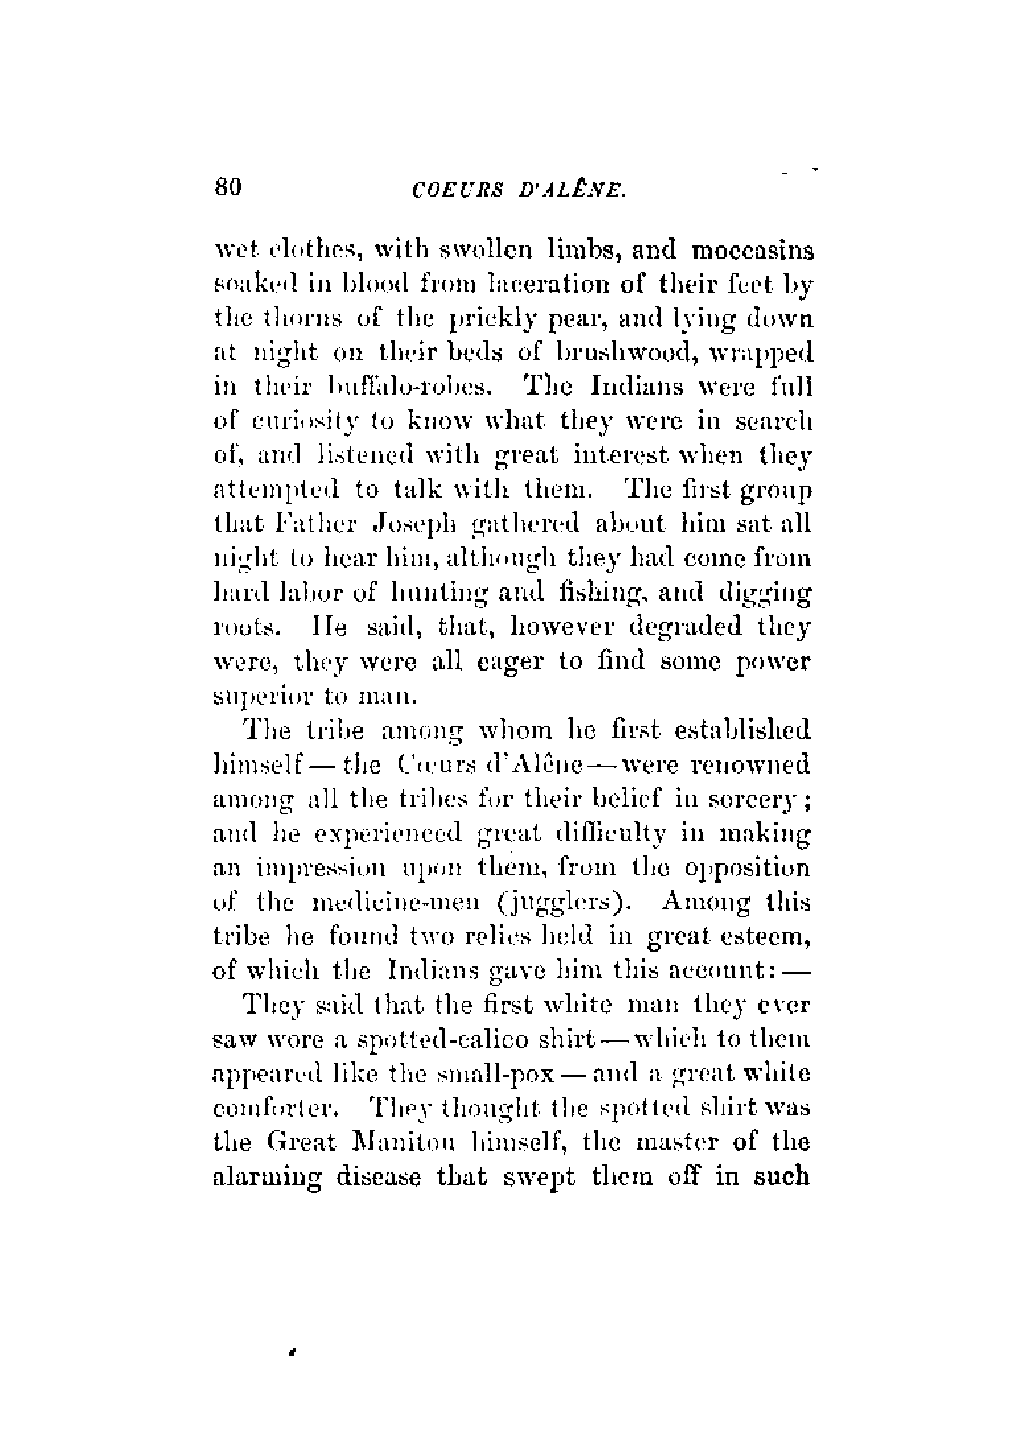 80 COEURS D'ALÊNE.
wet clothes, with swollen limbs, and moccasins
soaked in blood from laceration of their feet by
the thorns of the prickly pear, and lying down
at night on their beds of brushwood, wrapped
in their buffalo-robes. The Indians were full
of curiosity to know what they were in search
of, and listened with great interest when they
attempted to talk with them. The first group
that Father Joseph gathered about him sat all
night to hear him, although they had come from
hard labor of hunting and fishing, and digging
roots. He said, that, however degraded they
were, they were all eager to find some power
superior to man.
The tribe among whom he first established
himself — the Cœurs d'Alêne — were renowned
among all the tribes for their belief in sorcery;
and he experienced great difficulty in making
an impression upon them, from the opposition
of the medicine-men (jugglers). Among this
tribe he found two relics held in great esteem,
of which the Indians gave him this account: —
They said that the first white man they ever
saw wore a spotted-calico shirt — which to them
appeared like the small-pox — and a great white
comforter. They thought the spotted shirt was
the Great Manitou himself, the master of the
alarming disease that swept them off in such